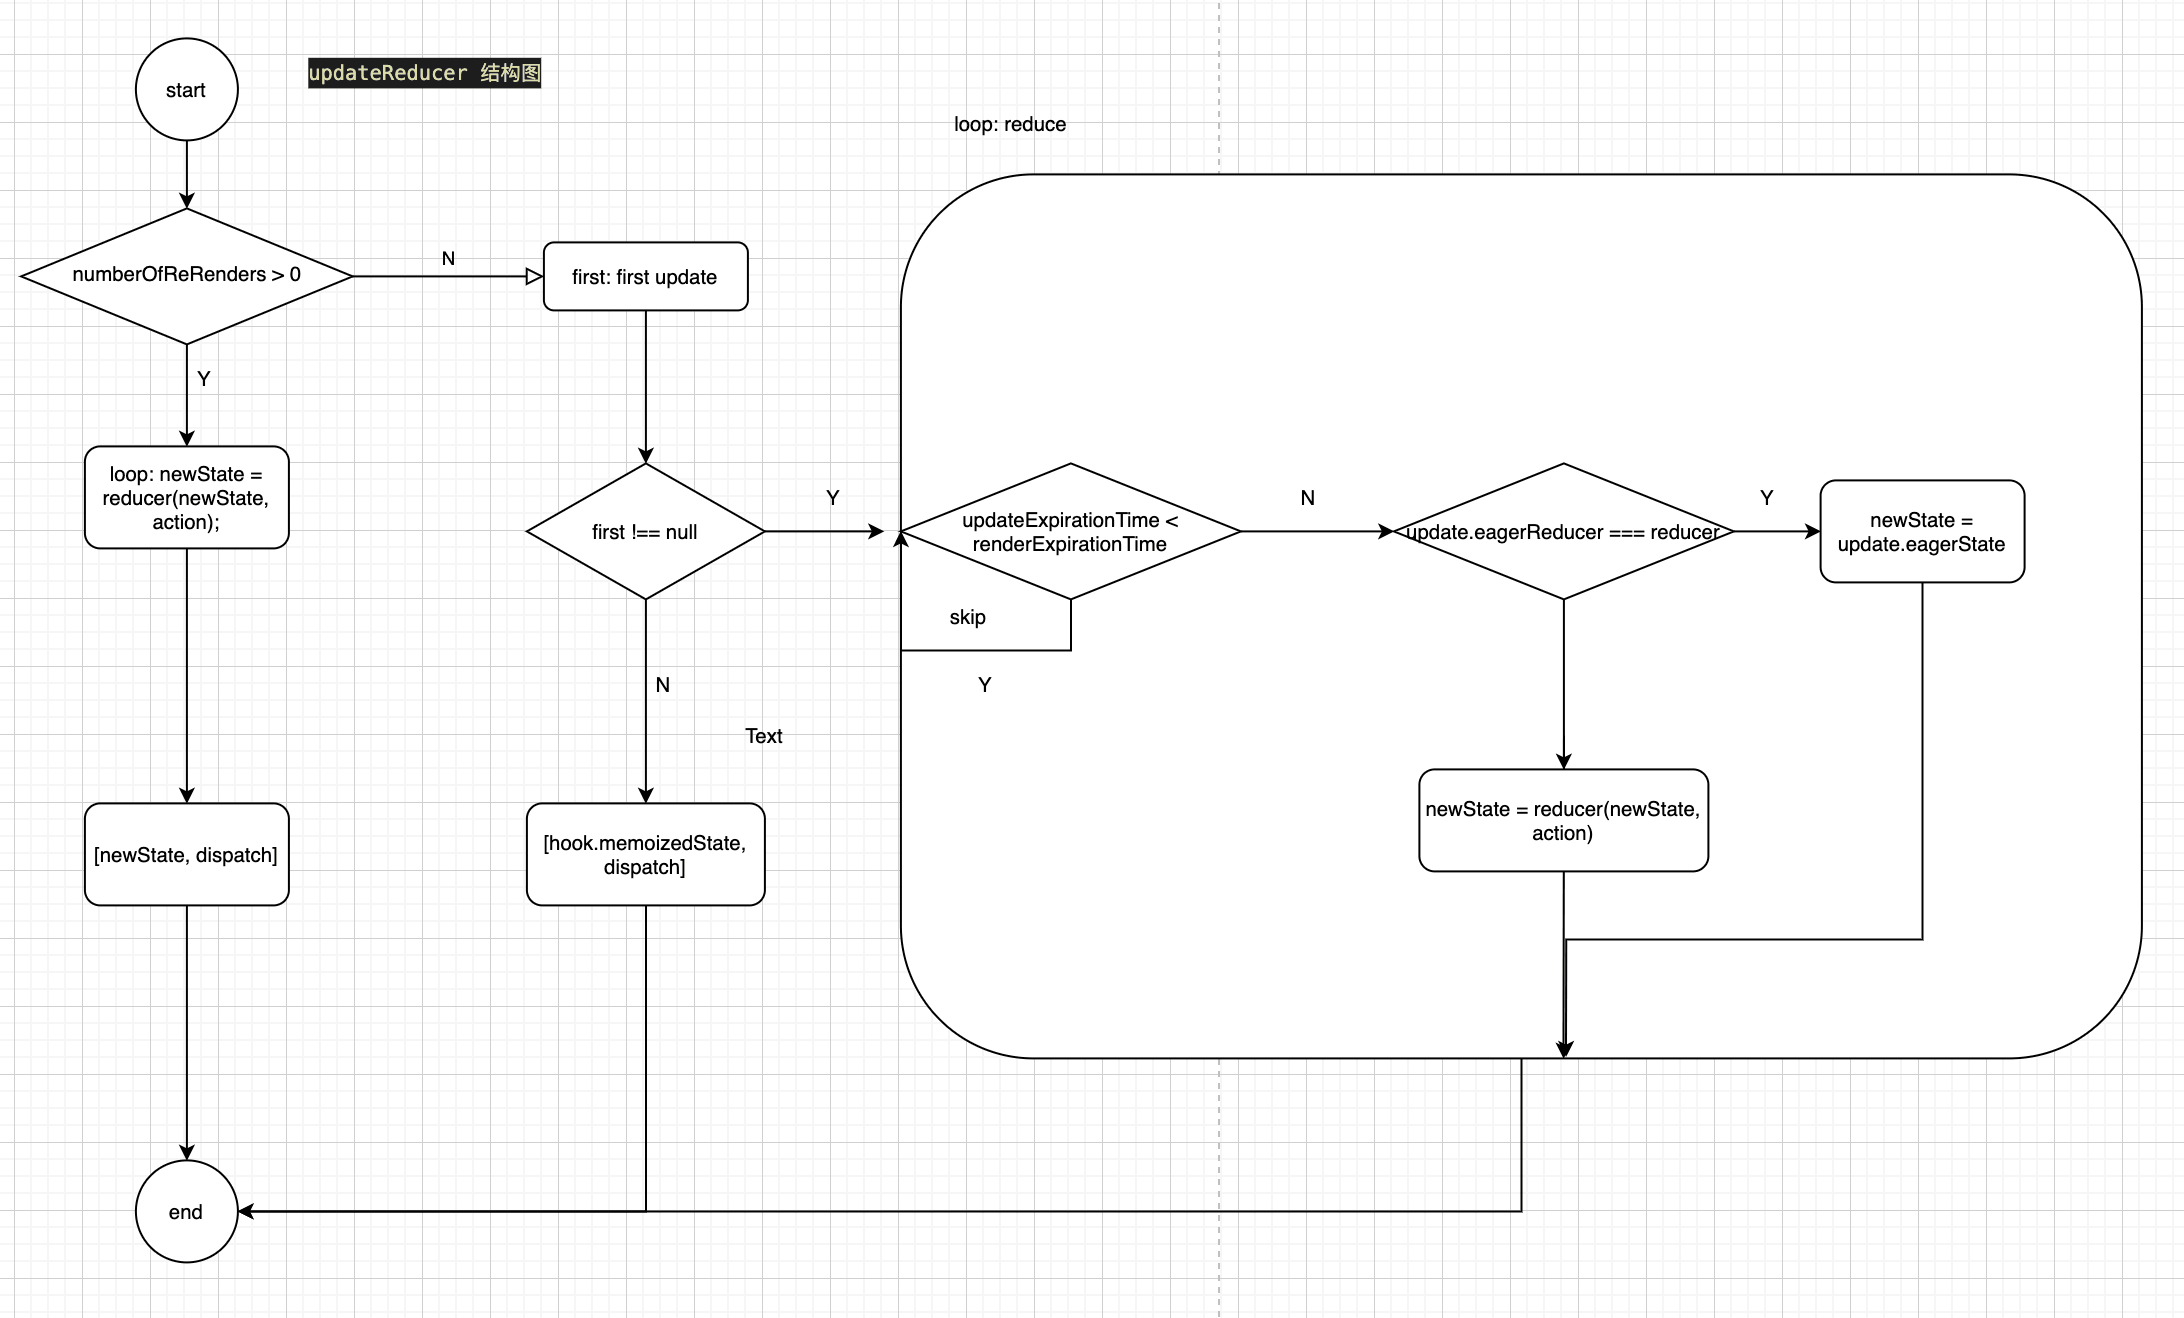 start
updateReducer 结构图
loop: reduce
numberOfReRenders > 0
N
first: first update
Y
loop: newState =
reducer(newState,
action);
first !== null
Y
updateExpirationTime <
renderExpirationTime
N
update.eagerReducer === reducer
Y
newState =
update.eagerState
skip
Y
N
Text
newState = reducer(newState,
action)
[newState, dispatch]
[hook.memoizedState,
dispatch]
end